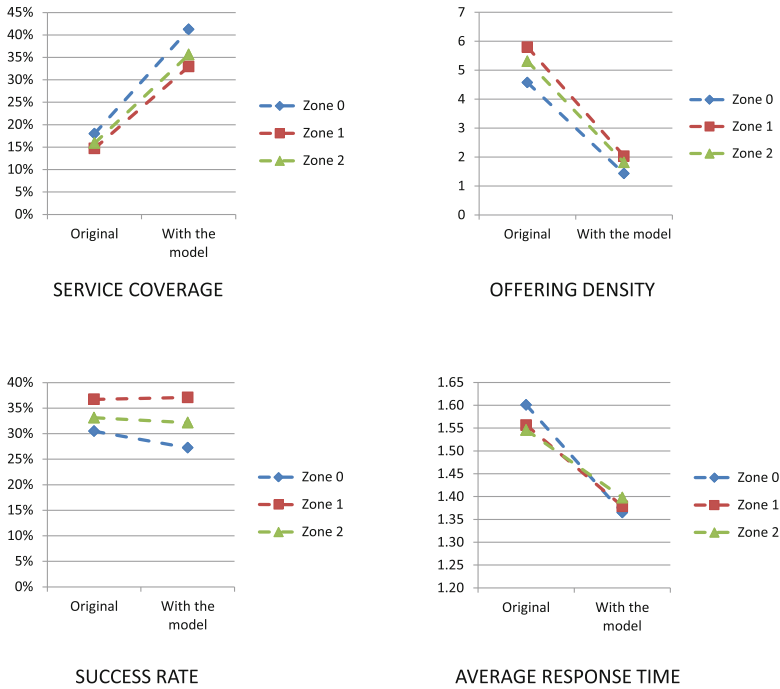 45%
40%
35%
30%
25%
20%
15%
10%
5%
0%
Original
With the
model
Zone 0
Zone 1
Zone 2
SERVICE COVERAGE
7
6
5
4
3
2
1
0
Original
With the model
Zone 0
Zone 1
Zone 2
OFFERING DENSITY
40%
35%
30%
25%
20%
15%
10%
5%
0%
Original
With the
model
Zone 0
Zone 1
Zone 2
SUCCESS RATE
1.65
1.60
1.55
1.50
1.45
1.40
1.35
1.30
1.25
1.20
Original
With the
model
Zone 0
Zone 1
Zone 2
AVERAGE RESPONSE TIME